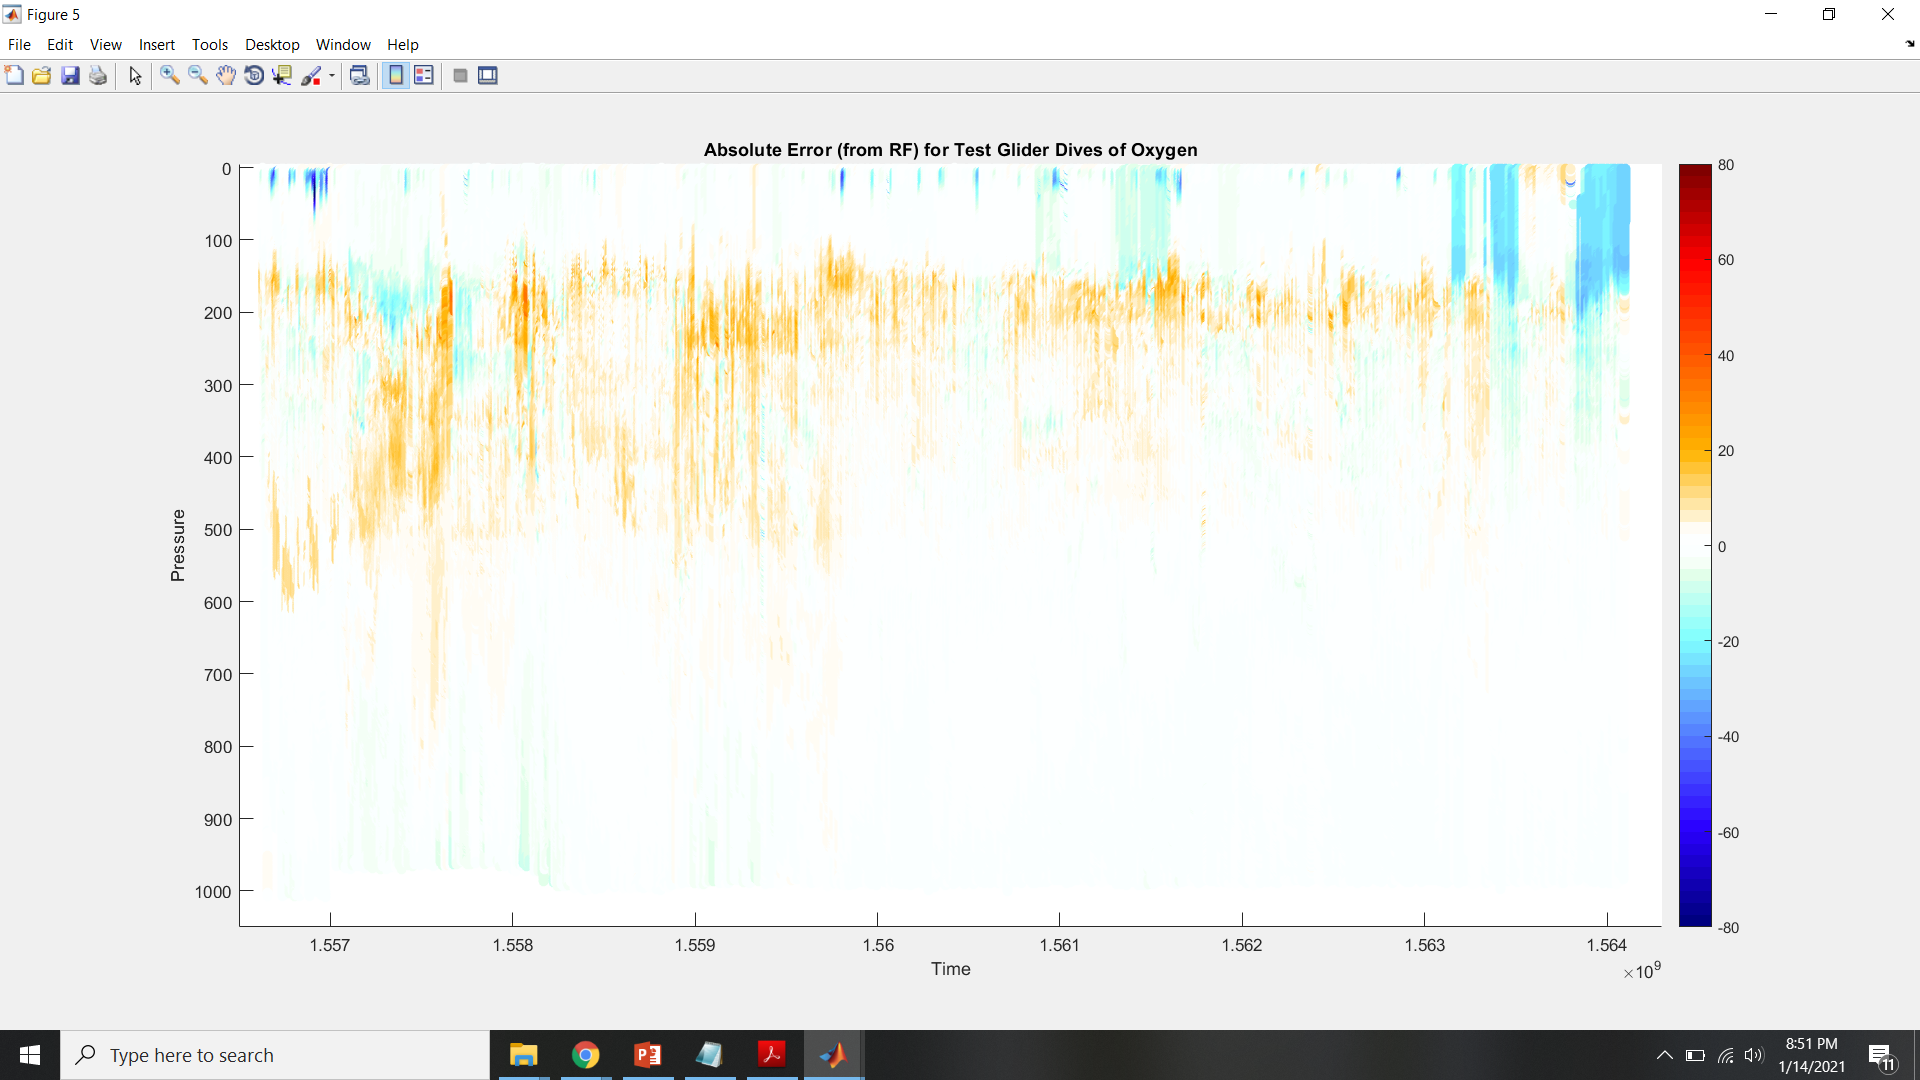 Figure 5
File Edit View Insert Tools Desktop Window Help
Absolute Error (from RF) for Test Glider Dives of Oxygen
0
100
200
300
400
500
600
700
800
900
1000
Pressure
1.557 1.558 1.559 1.56 1.561 1.562 1.563 1.564
×10⁹
Time
80
60
40
20
0
-20
-40
-60
-80
Type here to search
8:51 PM
1/14/2021
11